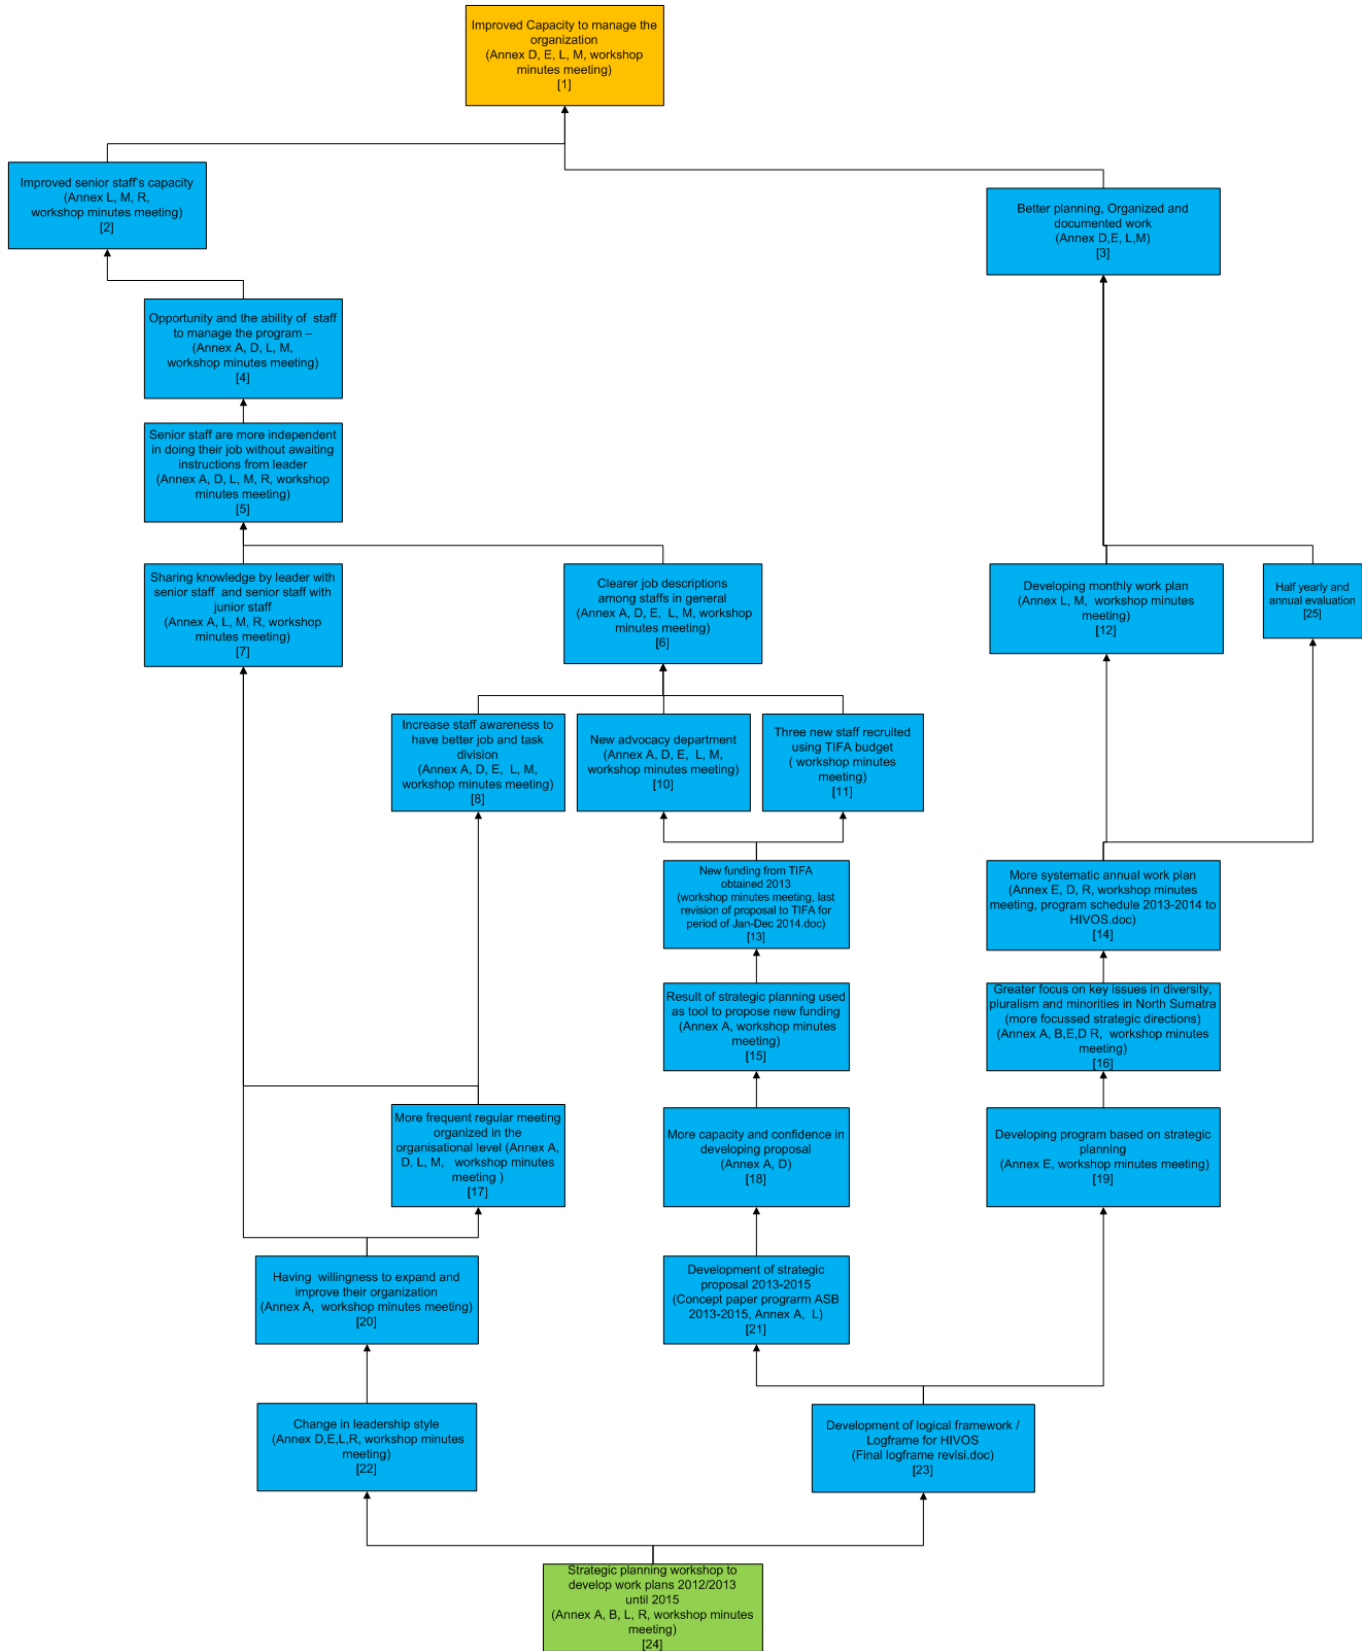 Improved Capacity to manage the
organization
(Annex D, E, L, M, workshop
minutes meeting)
[1]
Improved senior staff's capacity
(Annex L, M, R,
workshop minutes meeting)
[2]
Better planning, Organized and
documented work
(Annex D,E, L,M)
[3]
Opportunity and the ability of staff
to manage the program –
(Annex A, D, L, M,
workshop minutes meeting)
[4]
Senior staff are more independent
in doing their job without awaiting
instructions from leader
(Annex A, D, L, M, R, workshop
minutes meeting)
[5]
Sharing knowledge by leader with
senior staff and senior staff with
junior staff
(Annex A, L, M, R, workshop
minutes meeting)
[7]
Clearer job descriptions
among staffs in general
(Annex A, D, E, L, M, workshop
minutes meeting)
[6]
Developing monthly work plan
(Annex L, M, workshop minutes
meeting)
[12]
Half yearly and
annual evaluation
[25]
Increase staff awareness to
have better job and task
division
(Annex A, D, E, L, M,
workshop minutes meeting)
[8]
New advocacy department
(Annex A, D, E, L, M,
workshop minutes meeting)
[10]
Three new staff recruited
using TIFA budget
( workshop minutes
meeting)
[11]
New funding from TIFA
obtained 2013
(workshop minutes meeting, last
revision of proposal to TIFA for
period of Jan-Dec 2014.doc)
[13]
More systematic annual work plan
(Annex E, D, R, workshop minutes
meeting, program schedule 2013-2014 to
HIVOS.doc)
[14]
Result of strategic planning used
as tool to propose new funding
(Annex A, workshop minutes
meeting)
[15]
Greater focus on key issues in diversity,
pluralism and minorities in North Sumatra
(more focussed strategic directions)
(Annex A, B,E,D R, workshop minutes
meeting)
[16]
More frequent regular meeting
organized in the
organisational level (Annex A,
D, L, M, workshop minutes
meeting )
[17]
More capacity and confidence in
developing proposal
(Annex A, D)
[18]
Developing program based on strategic
planning
(Annex E, workshop minutes meeting)
[19]
Having willingness to expand and
improve their organization
(Annex A, workshop minutes meeting)
[20]
Development of strategic
proposal 2013-2015
(Concept paper prograrm ASB
2013-2015, Annex A, L)
[21]
Change in leadership style
(Annex D,E,L,R, workshop minutes
meeting)
[22]
Development of logical framework /
Logframe for HIVOS
(Final logframe revisi.doc)
[23]
Strategic planning workshop to
develop work plans 2012/2013
until 2015
(Annex A, B, L, R, workshop minutes
meeting)
[24]